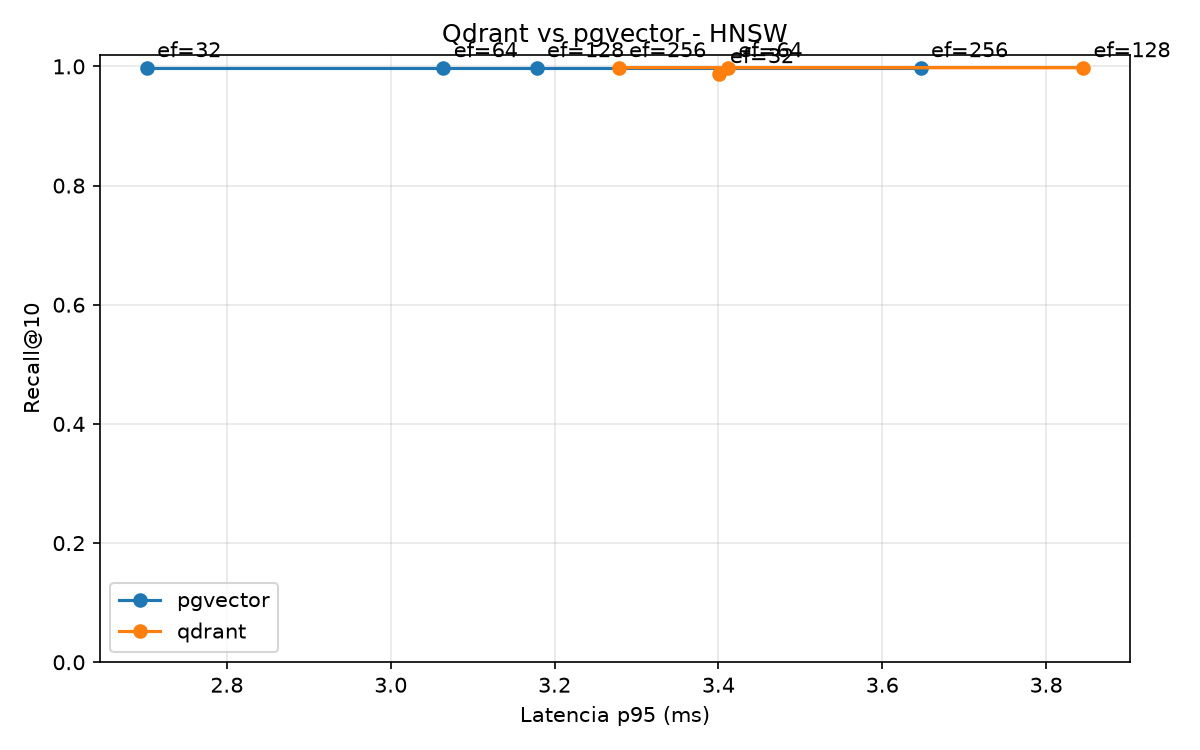 Qdrant vs pgvector - HNSW
ef=32
ef=64
ef=128
ef=256
ef=64
ef=32
ef=256
ef=128
1.0
0.8
0.6
0.4
0.2
0.0
Recall@10
pgvector
qdrant
2.8
3.0
3.2
3.4
3.6
3.8
Latencia p95 (ms)